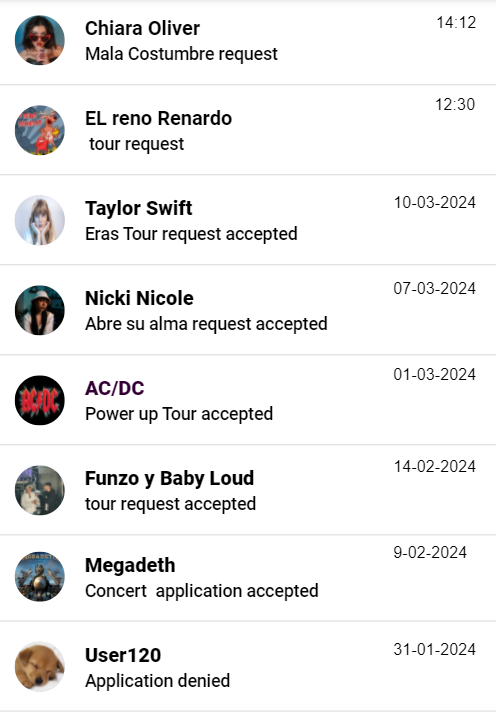 Chiara Oliver 14:12
Mala Costumbre request
EL reno Renardo 12:30
tour request
Taylor Swift 10-03-2024
Eras Tour request accepted
Nicki Nicole 07-03-2024
Abre su alma request accepted
AC/DC 01-03-2024
AC/DC
Power up Tour accepted
Funzo y Baby Loud 14-02-2024
tour request accepted
Megadeth 9-02-2024
Concert  application accepted
User120 31-01-2024
Application denied